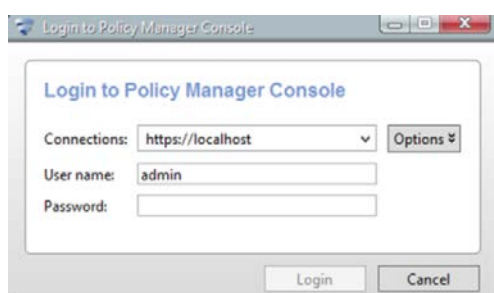 Login to Policy Manager Console
Login to Policy Manager Console
Connections: https://localhost Options
User name: admin
Password:
Login Cancel